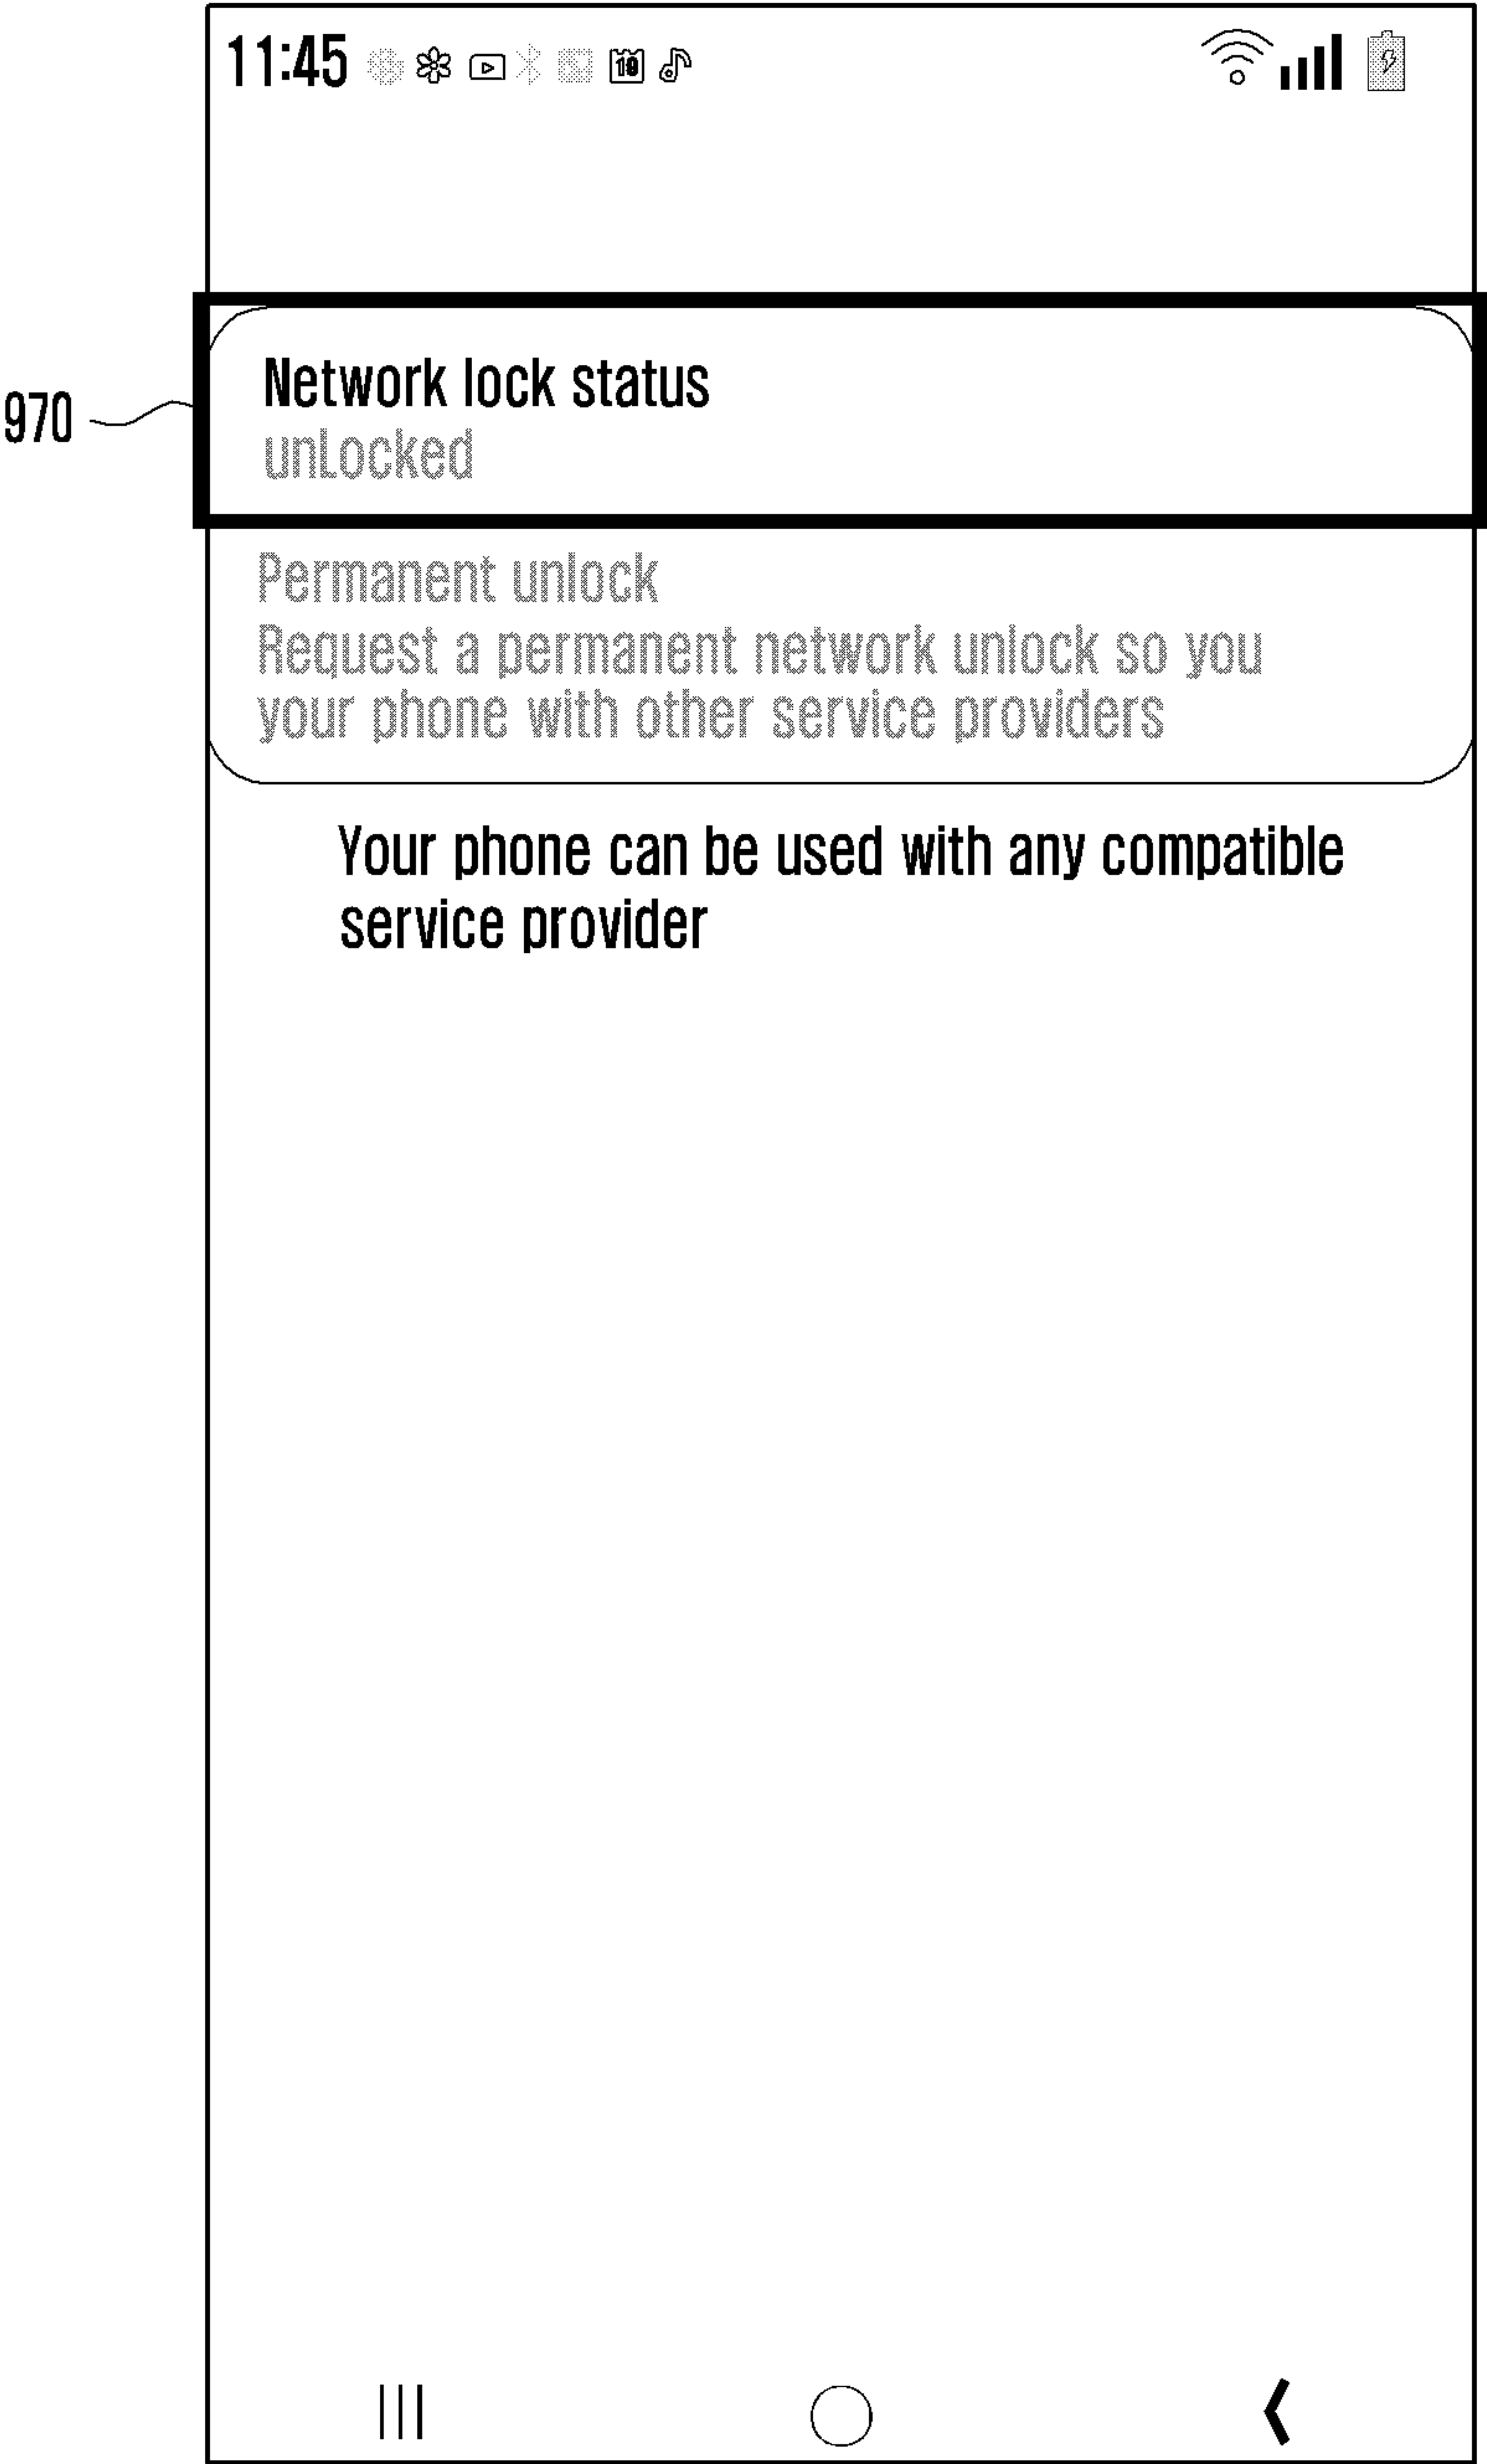 11:45 19
970
Network lock status
unlocked
Permanent unlock
Request a permanent network unlock so you
your phone with other service providers
Your phone can be used with any compatible
service provider